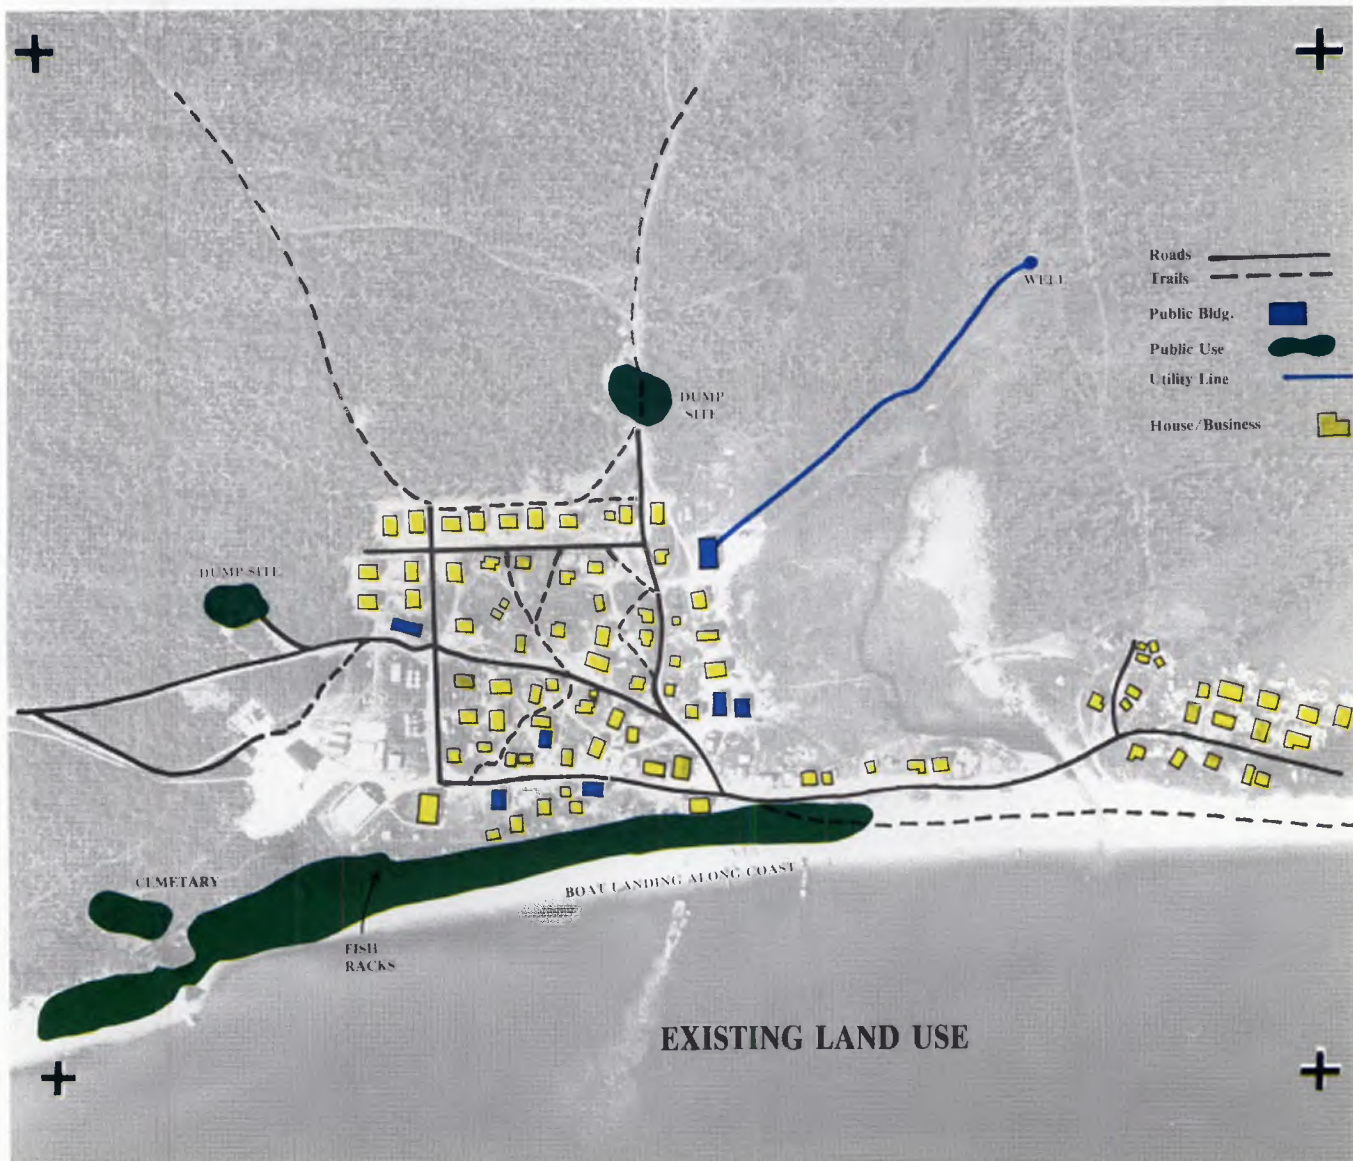 Roads
Trails
WELL
Public Bldg.
Public Use
Utility Line
House/Business
DUMP
SITE
DUMP SITE
CEMETARY
BOAT LANDING ALONG COAST
FISH
RACKS
EXISTING LAND USE